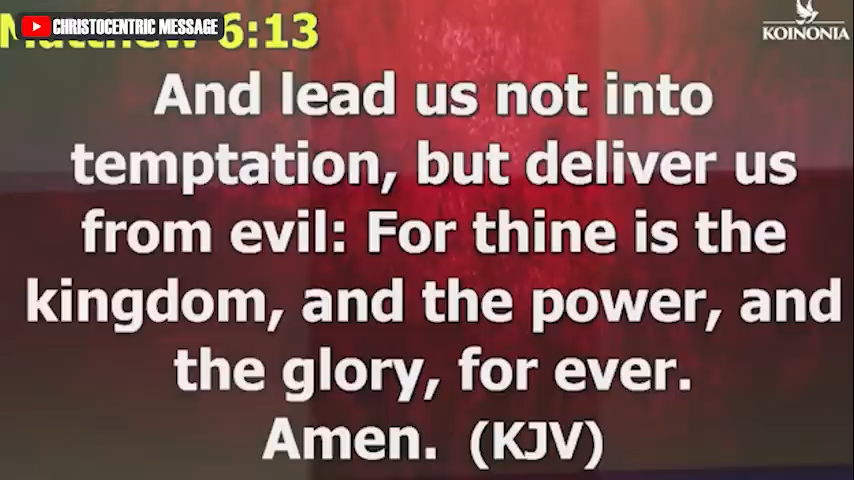 CHRISTOCENTRIC MESSAGE
6:13
KOINONIA
And lead us not into
temptation, but deliver us
from evil: For thine is the
kingdom, and the power, and
the glory, for ever.
Amen. (KJV)